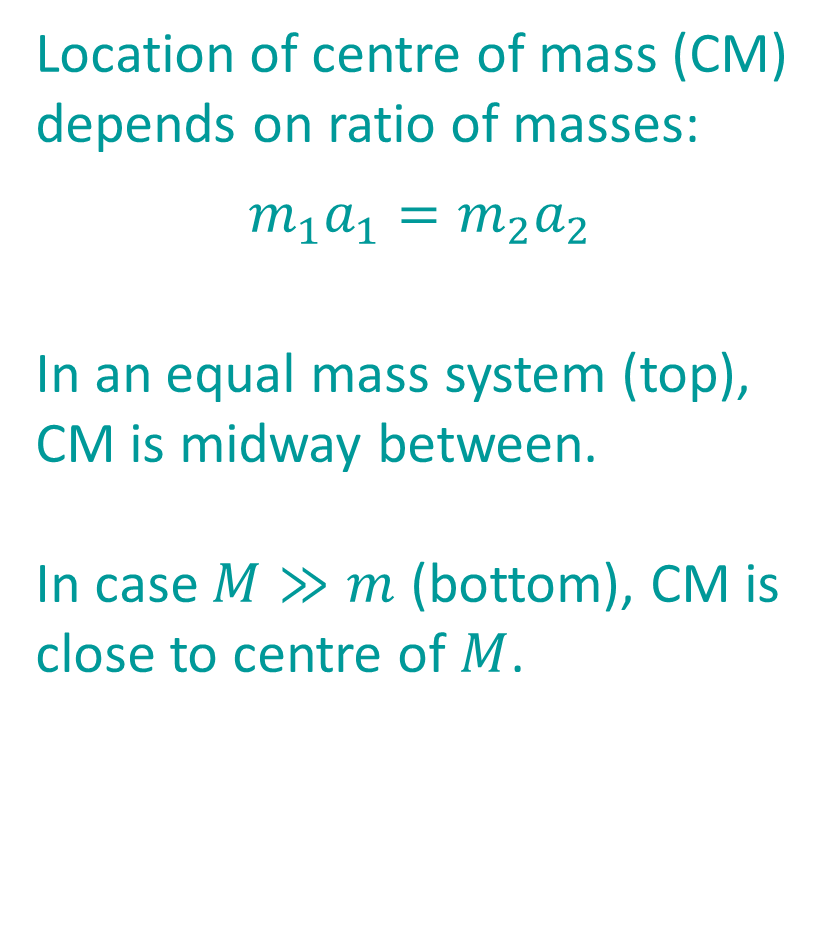 Location of centre of mass (CM)
depends on ratio of masses:
m₁a₁ = m₂a₂
In an equal mass system (top),
CM is midway between.
In case M ≫ m (bottom), CM is
close to centre of M.